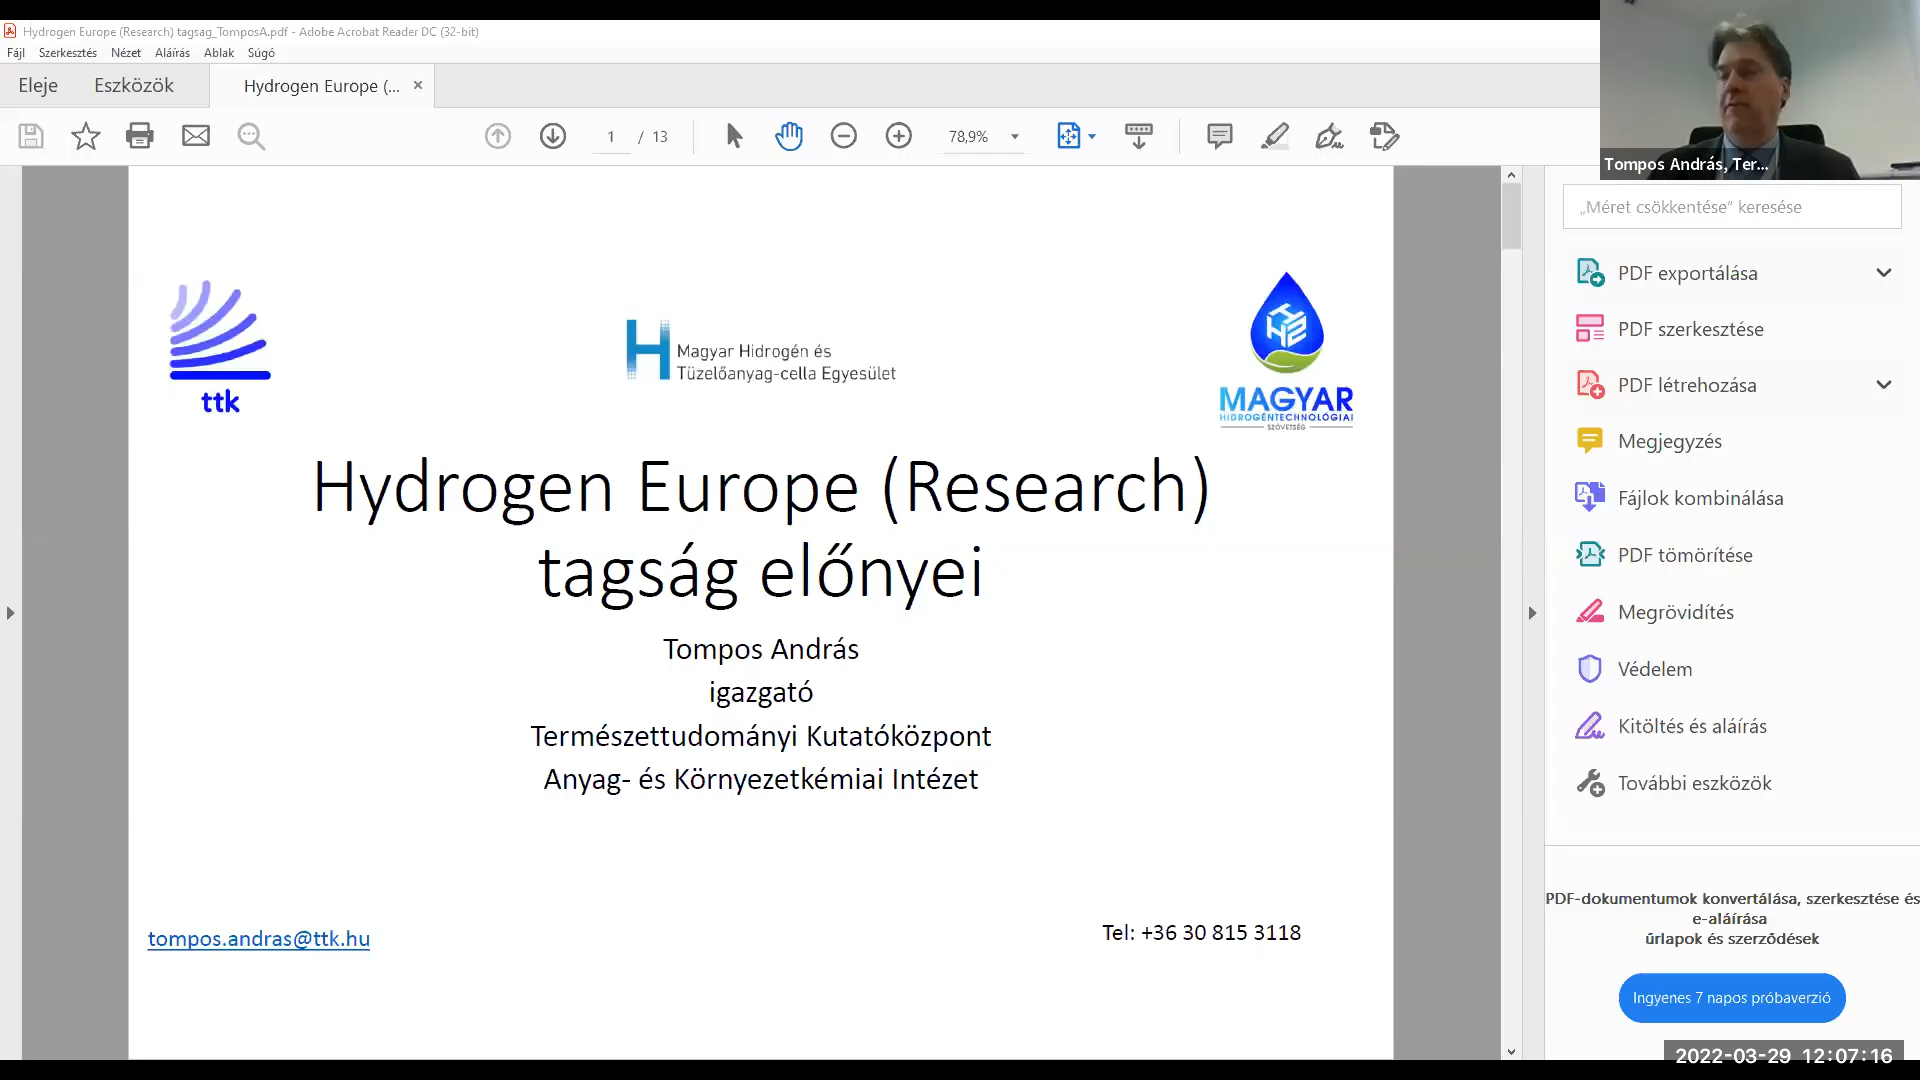 Hydrogen Europe (Research) tagsag_TomposA.pdf - Adobe Acrobat Reader DC (32-bit)
Fájl Szerkesztés Nézet Aláírás Ablak Súgó
Eleje Eszközök Hydrogen Europe (...
1 / 13 78,9%
Tompos András, Ter...
„Méret csökkentése" keresése
PDF exportálása
PDF szerkesztése
PDF létrehozása
Megjegyzés
Fájlok kombinálása
PDF tömörítése
Megrövidítés
Védelem
Kitöltés és aláírás
További eszközök
PDF-dokumentumok konvertálása, szerkesztése és
e-aláírása
űrlapok és szerződések
Ingyenes 7 napos próbaverzió
ttk
H Magyar Hidrogén és
Tüzelőanyag-cella Egyesület
H2
MAGYAR
HIDROGÉNTECHNOLÓGIAI
SZÖVETSÉG
Hydrogen Europe (Research)
tagság előnyei
Tompos András
igazgató
Természettudományi Kutatóközpont
Anyag- és Környezetkémiai Intézet
tompos.andras@ttk.hu
Tel: +36 30 815 3118
2022-03-29 12:07:16